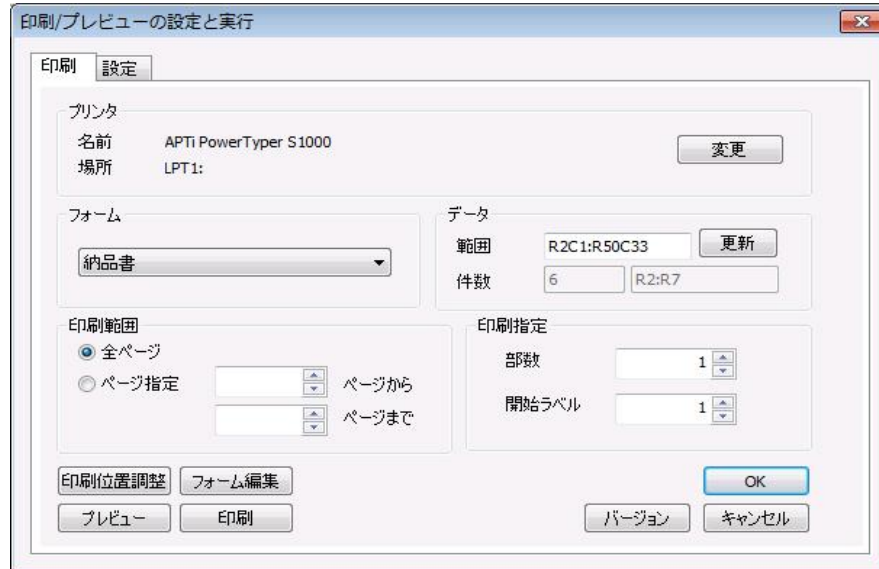 印刷/プレビューの設定と実行
印刷 設定
プリンタ
名前 APTi PowerTyper S1000
変更
場所 LPT1:
フォーム
納品書
データ
範囲 R2C1:R50C33 更新
件数 6 R2:R7
印刷範囲
全ページ
ページ指定 ページから
ページまで
印刷指定
部数 1
開始ラベル 1
印刷位置調整 フォーム編集 OK
プレビュー 印刷 バージョン キャンセル